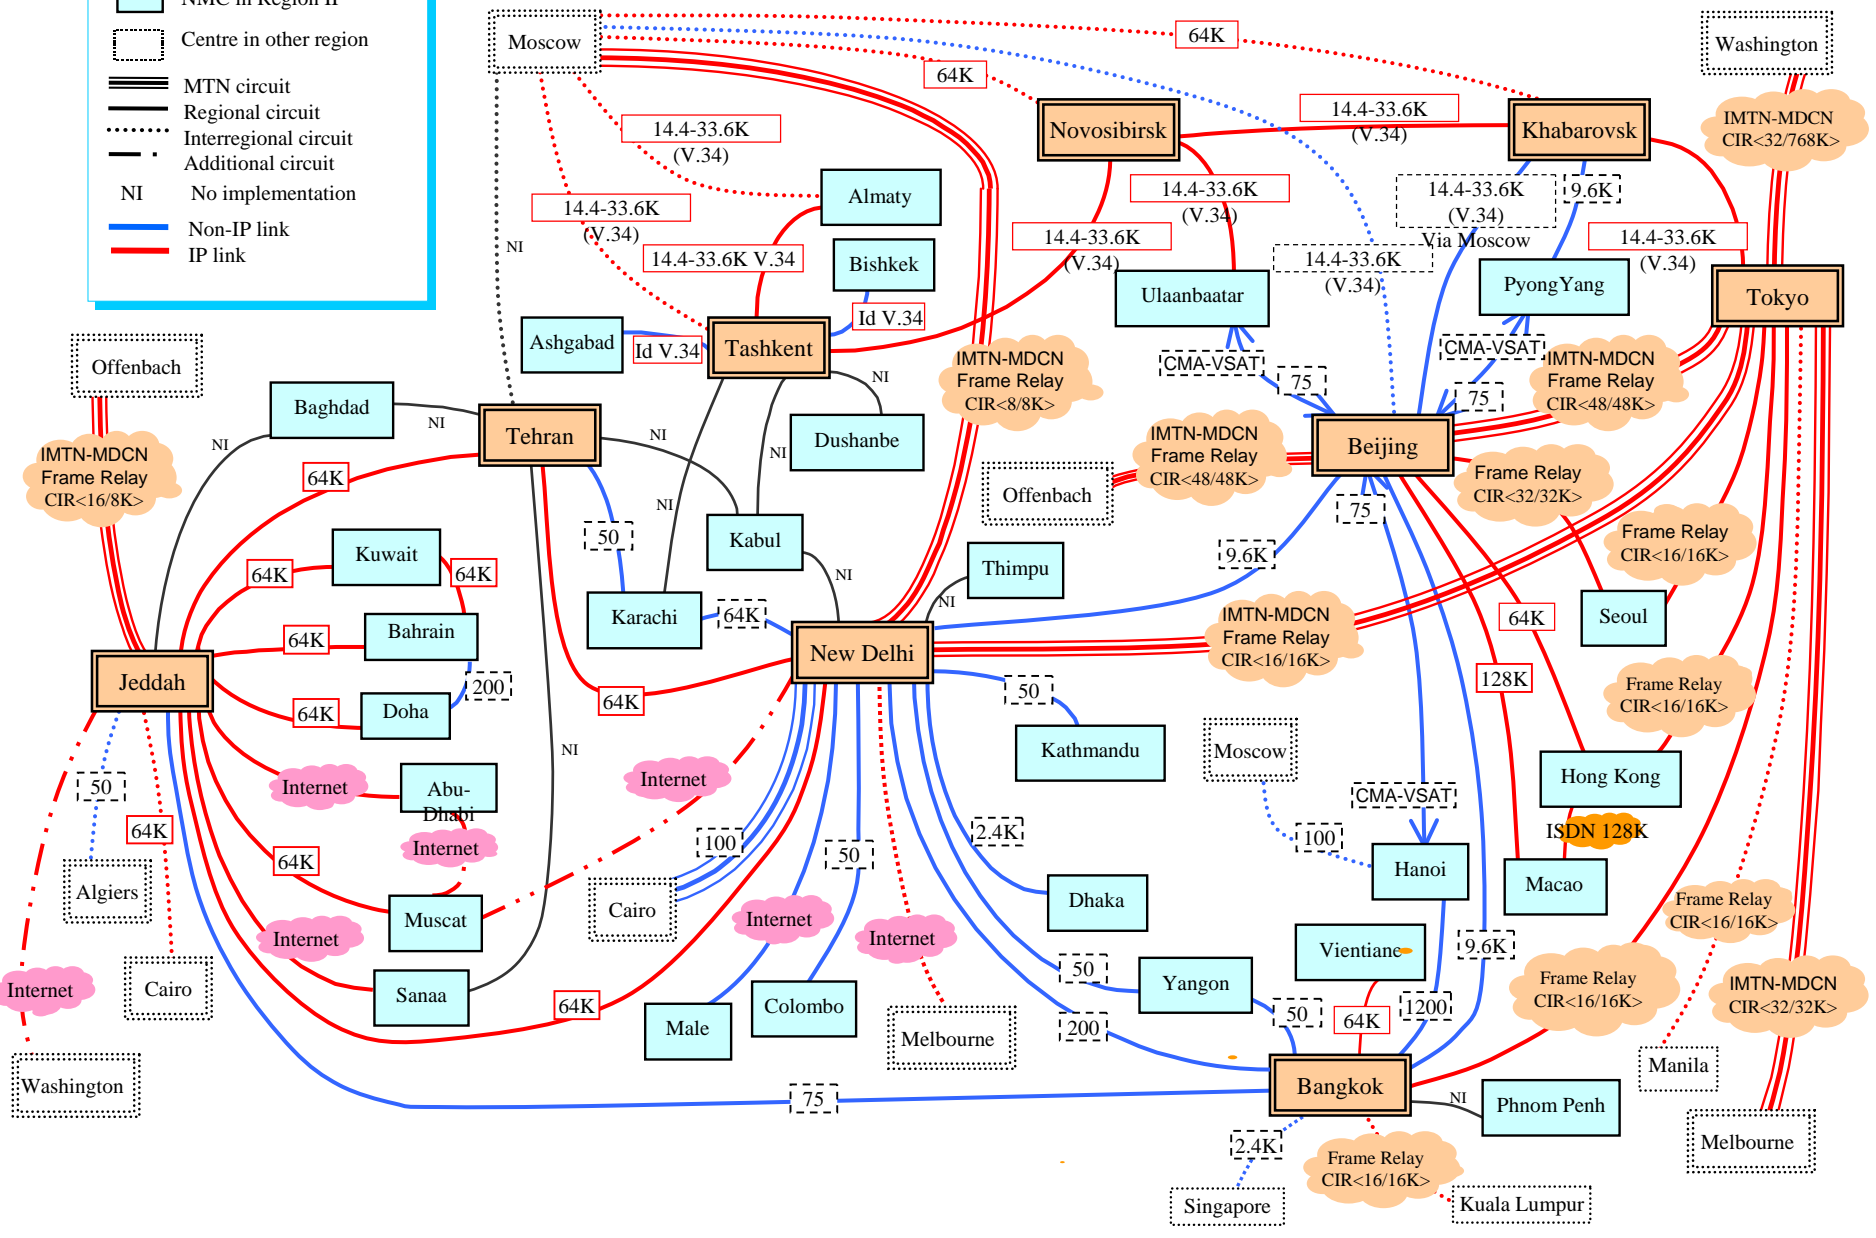 NMC in Region II
Centre in other region
MTN circuit
Regional circuit
Interregional circuit
Additional circuit
NI No implementation
Non-IP link
IP link
Moscow
64K
64K
Washington
IMTN-MDCN
CIR<32/768K>
Novosibirsk
14.4-33.6K
(V.34)
Khabarovsk
14.4-33.6K
(V.34)
Almaty
14.4-33.6K
(V.34)
14.4-33.6K V.34
Bishkek
Id V.34
NI
14.4-33.6K
(V.34)
14.4-33.6K
(V.34)
Ulaanbaatar
14.4-33.6K
(V.34)
Via Moscow
9.6K
14.4-33.6K
(V.34)
14.4-33.6K
(V.34)
PyongYang
Tokyo
Ashgabad
Id V.34
Tashkent
NI
Dushanbe
NI
IMTN-MDCN
Frame Relay
CIR<8/8K>
CMA-VSAT
75
CMA-VSAT
75
IMTN-MDCN
Frame Relay
CIR<48/48K>
Offenbach
IMTN-MDCN
Frame Relay
CIR<16/8K>
Baghdad
NI
NI
Tehran
NI
64K
Offenbach
IMTN-MDCN
Frame Relay
CIR<48/48K>
Beijing
75
Frame Relay
CIR<32/32K>
Frame Relay
CIR<16/16K>
Seoul
Kuwait
64K
64K
50
NI
Kabul
NI
Karachi
64K
Thimpu
NI
9.6K
64K
Bahrain
200
64K
Doha
Jeddah
New Delhi
64K
IMTN-MDCN
Frame Relay
CIR<16/16K>
64K
128K
Frame Relay
CIR<16/16K>
50
Kathmandu
NI
Internet
Moscow
100
CMA-VSAT
Hanoi
Hong Kong
ISDN 128K
Macao
50
64K
Internet
Abu-
Dhabi
Internet
64K
Muscat
Internet
Sanaa
Algiers
Cairo
Internet
Washington
64K
100
Cairo
50
Internet
Internet
2.4K
Dhaka
Male
Colombo
Melbourne
50
200
Yangon
50
Vientiane
64K
1200
9.6K
Frame Relay
CIR<16/16K>
Frame Relay
CIR<16/16K>
IMTN-MDCN
CIR<32/32K>
Manila
Melbourne
75
Bangkok
NI
Phnom Penh
2.4K
Singapore
Frame Relay
CIR<16/16K>
Kuala Lumpur